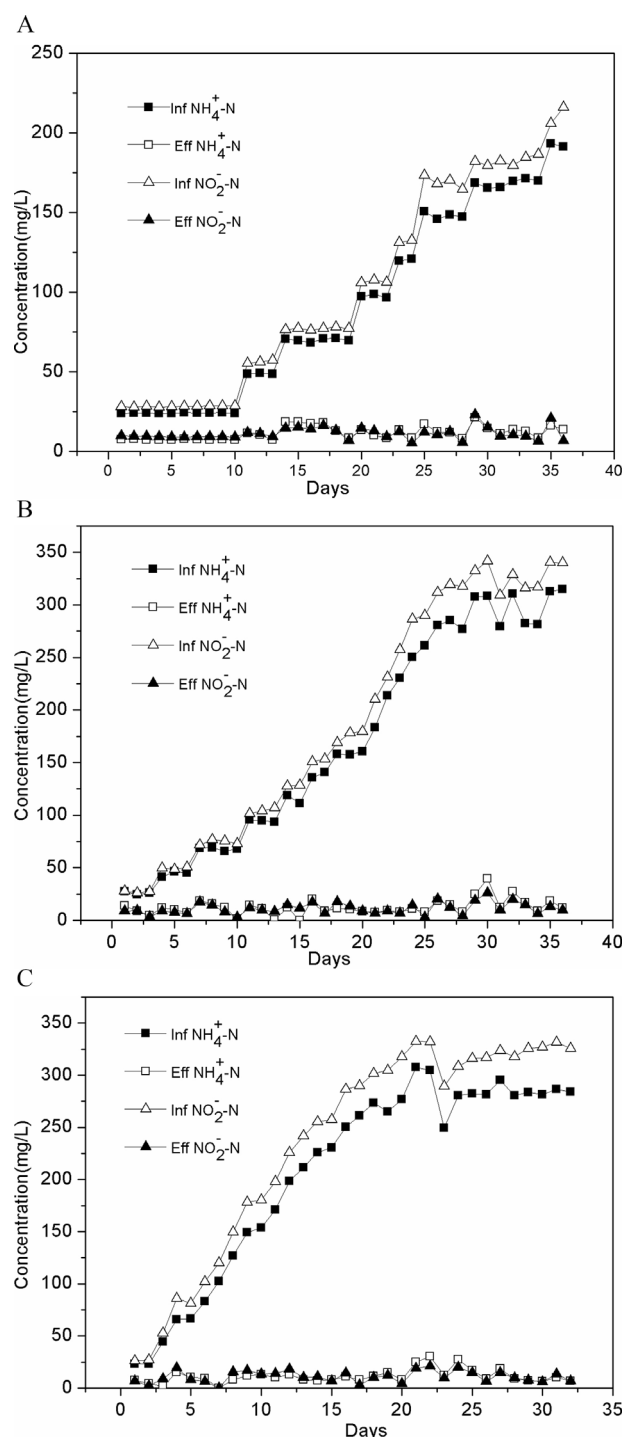 A
250
200
150
100
50
0
Concentration(mg/L)
Inf NH₄⁺-N
Eff NH₄⁺-N
Inf NO₂⁻-N
Eff NO₂⁻-N
0 5 10 15 20 25 30 35 40
Days
B
350
300
250
200
150
100
50
0
Concentration(mg/L)
Inf NH₄⁺-N
Eff NH₄⁺-N
Inf NO₂⁻-N
Eff NO₂⁻-N
0 5 10 15 20 25 30 35 40
Days
C
350
300
250
200
150
100
50
0
Concentration(mg/L)
Inf NH₄⁺-N
Eff NH₄⁺-N
Inf NO₂⁻-N
Eff NO₂⁻-N
0 5 10 15 20 25 30 35
Days